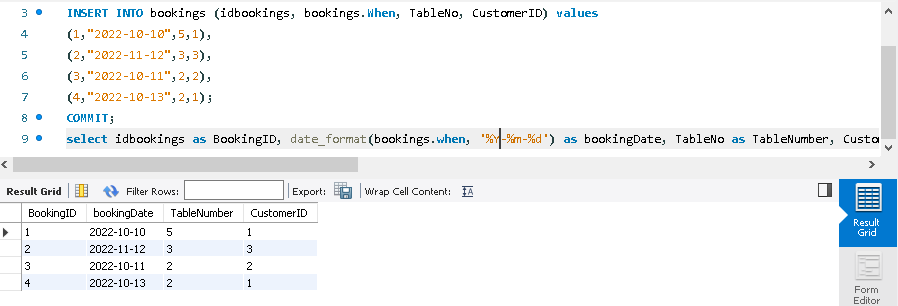 3 INSERT INTO bookings (idbookings, bookings.When, TableNo, CustomerID) values
4 (1,"2022-10-10",5,1),
5 (2,"2022-11-12",3,3),
6 (3,"2022-10-11",2,2),
7 (4,"2022-10-13",2,1);
8 COMMIT;
9 select idbookings as BookingID, date_format(bookings.when, '%Y-%m-%d') as bookingDate, TableNo as TableNumber, Custo
Result Grid Filter Rows: Export: Wrap Cell Content: IA
BookingID bookingDate TableNumber CustomerID
1 2022-10-10 5 1
2 2022-11-12 3 3
3 2022-10-11 2 2
4 2022-10-13 2 1
Result
Grid
Form
Editor